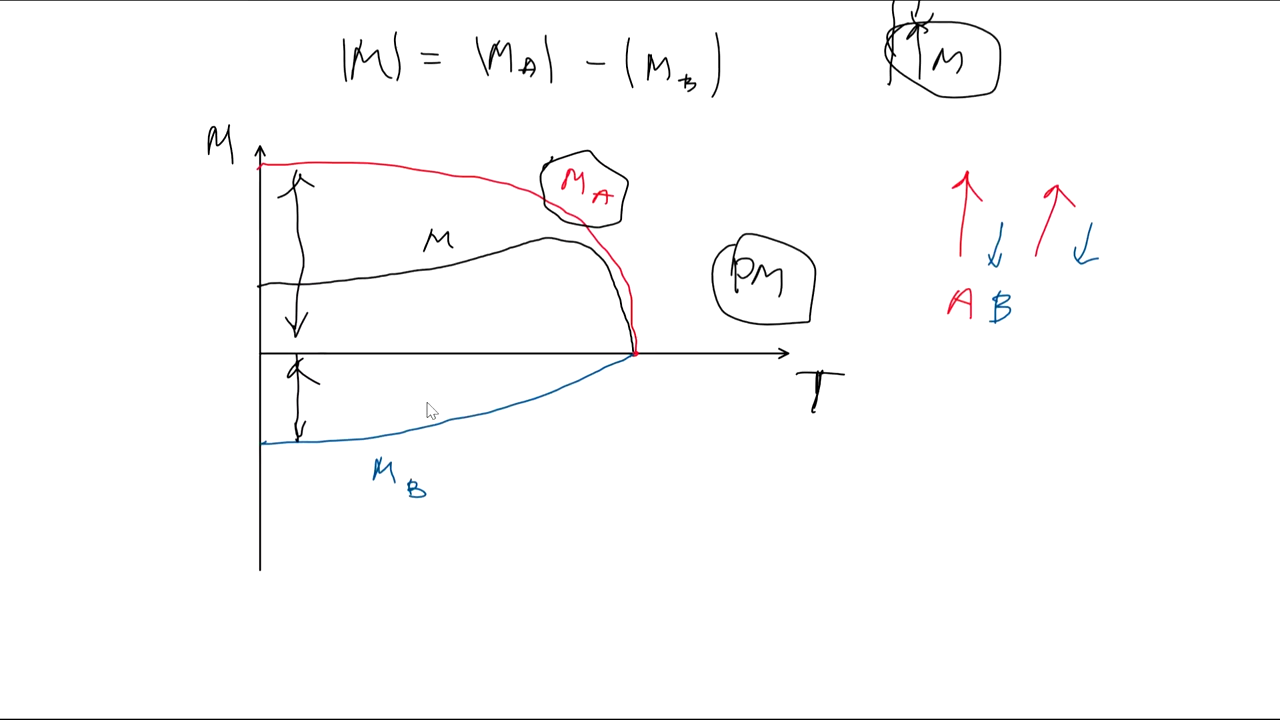 |M| = |M_A| - |M_B|
M
M
M_A
M
PM
A B
T
M_B